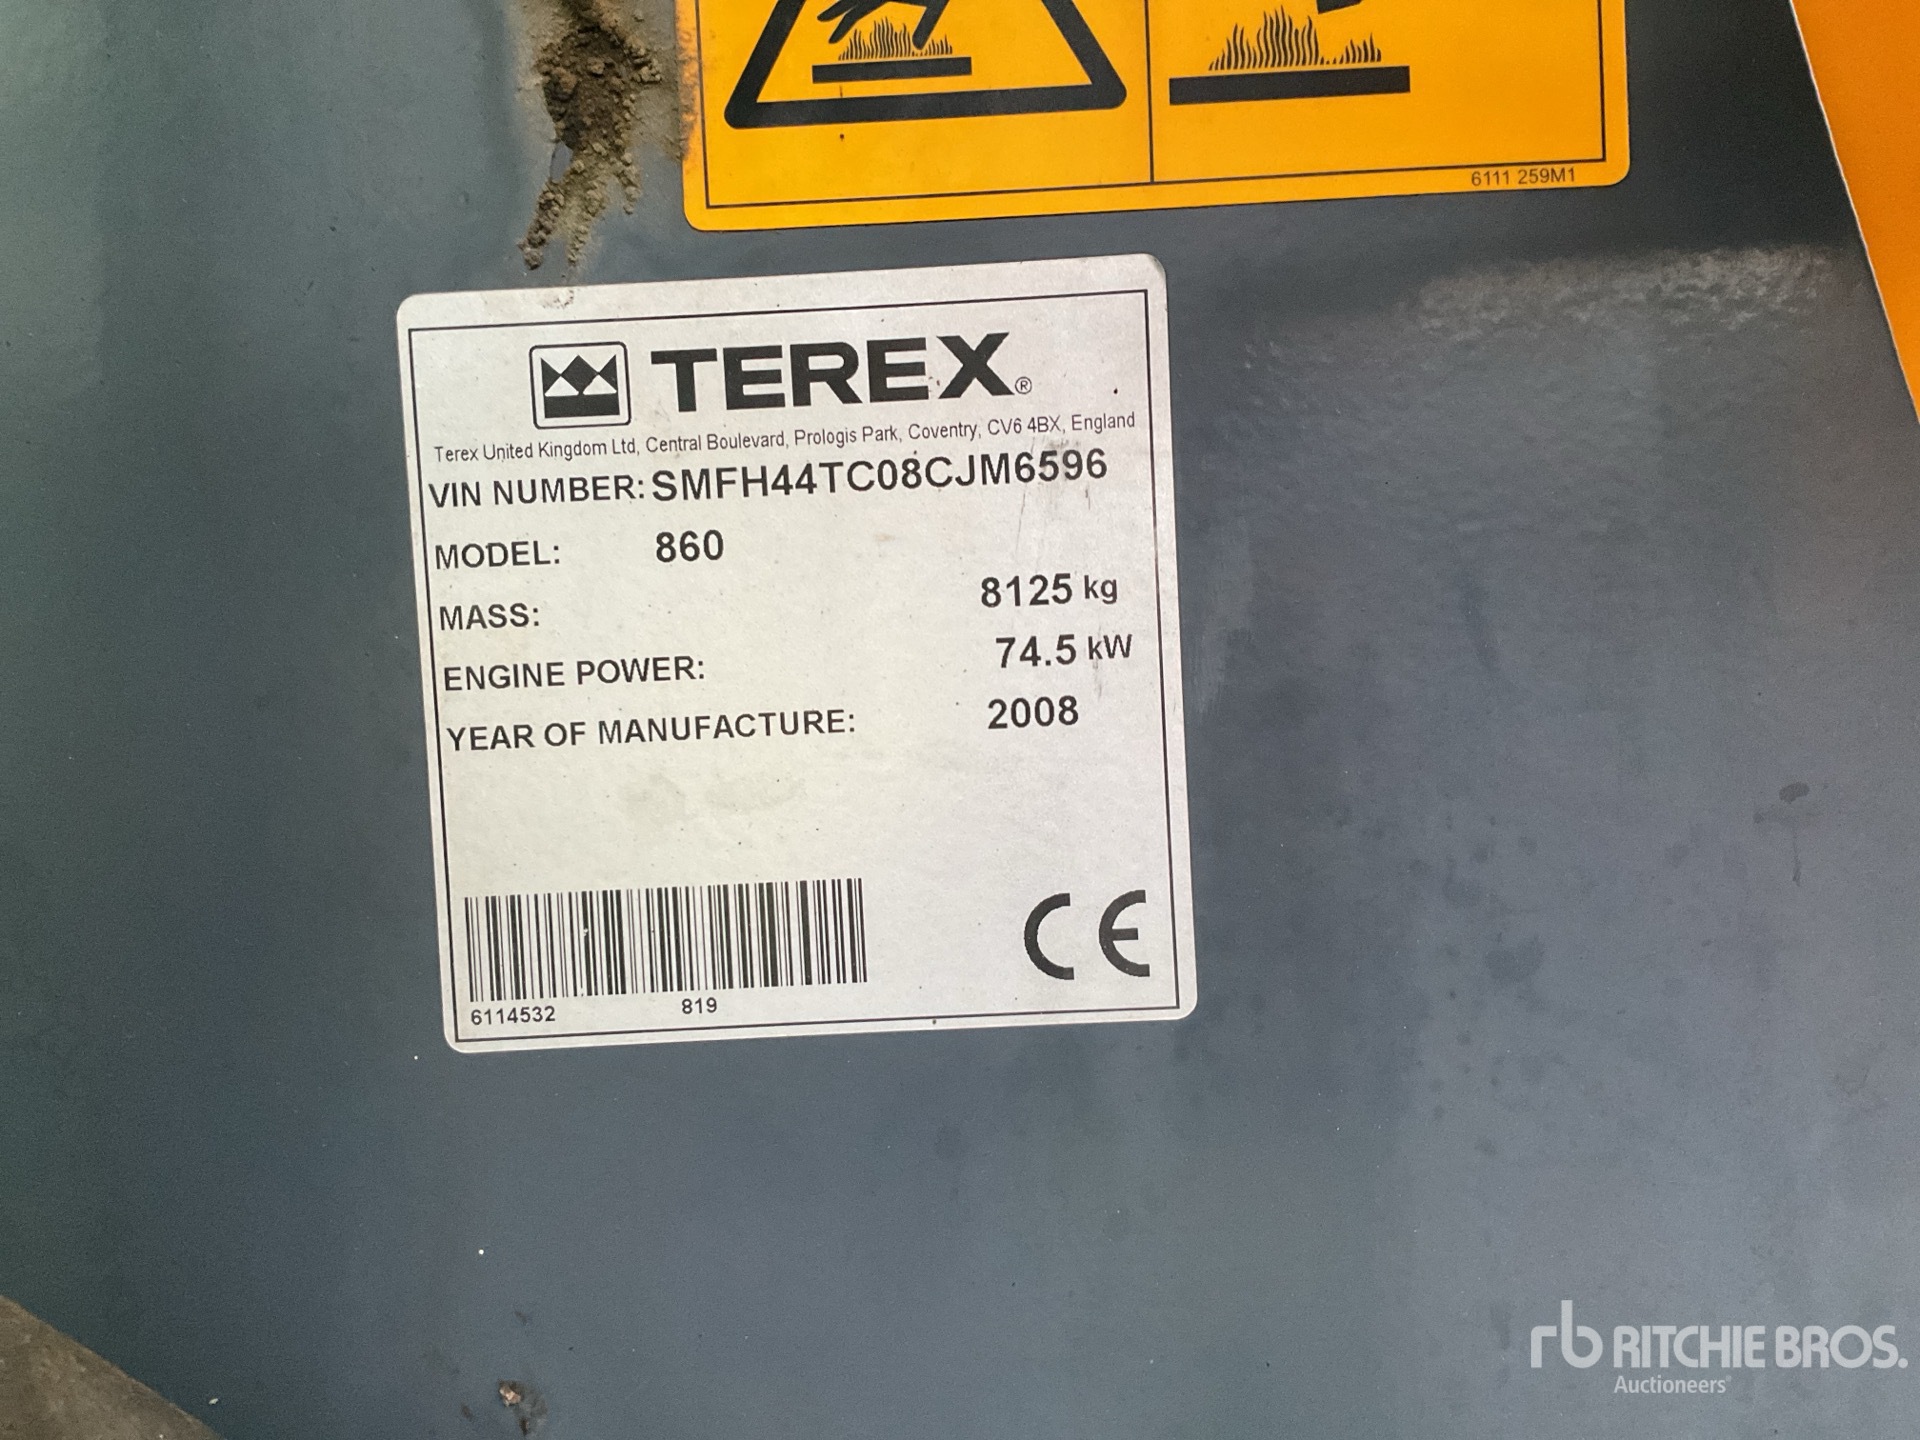 6111 259M1
TEREX®
Terex United Kingdom Ltd, Central Boulevard, Prologis Park, Coventry, CV6 4BX, England
VIN NUMBER: SMFH44TC08CJM6596
MODEL: 860
MASS: 8125 kg
ENGINE POWER: 74.5 kW
YEAR OF MANUFACTURE: 2008
CE
6114532 819
rb RITCHIE BROS.
Auctioneers